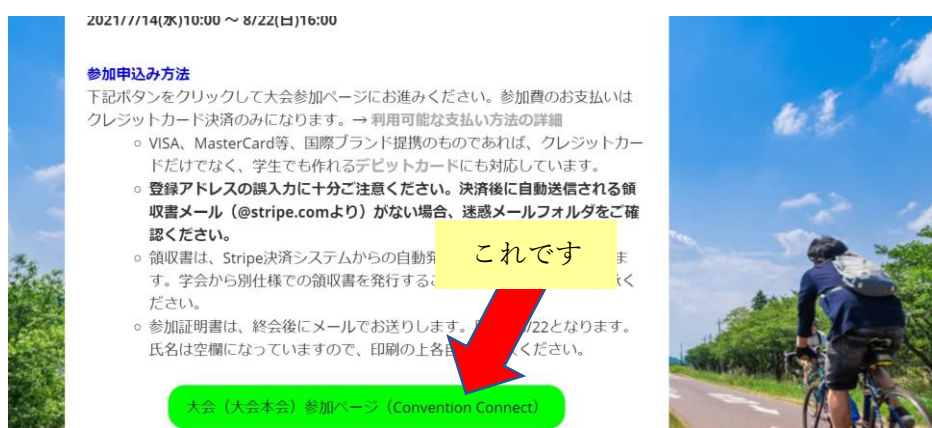 2021/7/14(水)10:00 ~ 8/22(日)16:00
参加申込み方法
下記ボタンをクリックして大会参加ページにお進みください。参加費のお支払いは
クレジットカード決済のみになります。→ 利用可能な支払い方法の詳細
○ VISA、MasterCard等、国際ブランド提携のものであれば、クレジットカー
ドだけでなく、学生でも作れるデビットカードにも対応しています。
○ 登録アドレスの誤入力に十分ご注意ください。決済後に自動送信される領
収書メール（@stripe.comより）がない場合、迷惑メールフォルダをご確
認ください。
これです
○ 領収書は、Stripe決済システムからの自動発 ま
す。学会から別仕様での領収書を発行する く
ださい。
○ 参加証明書は、終会後にメールでお送りします。 /22となります。
氏名は空欄になっていますので、印刷の上各 ください。
大会（大会本会）参加ページ（Convention Connect）